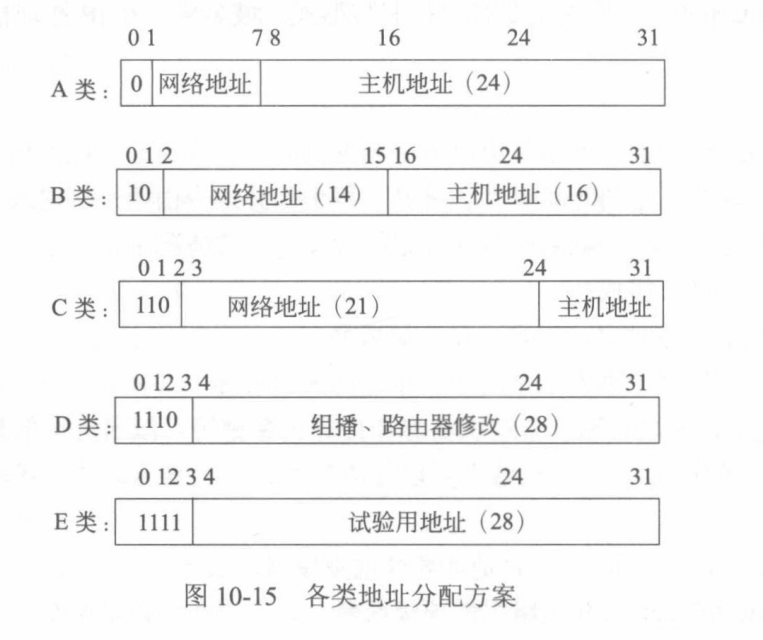 0 1 7 8 16 24 31
A 类: 0 网络地址 主机地址（24）
0 1 2 15 16 24 31
B 类: 10 网络地址（14） 主机地址（16）
0 1 2 3 24 31
C 类: 110 网络地址（21） 主机地址
0 12 3 4 24 31
D 类: 1110 组播、路由器修改（28）
0 12 3 4 24 31
E 类: 1111 试验用地址（28）
图 10-15 各类地址分配方案